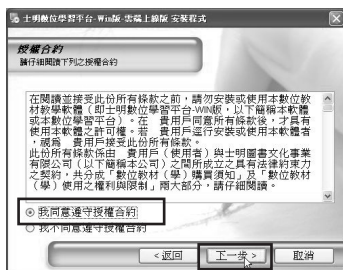 士明數位學習平台-Win版-雲端上線版 安裝程式
授權合約
請仔細閱讀下列之授權合約
在閱讀並接受此份所有條款之前，請勿安裝或使用本數位教
材教學軟體（即士明數位學習平台-WIN版，以下簡稱本軟體
或本數位學習平台）。在　貴用戶同意所有條款後，才具有
使用本軟體之許可權。若　貴用戶逕行安裝或使用本軟體者
，視為　貴用戶接受此份所有條款。
此份所有條款係由　貴用戶（使用者）與士明圖書文化事業
有限公司（以下簡稱本公司）之間所成立之具有法律約束力
之契約，共分成「數位教材（學）購買須知」及「數位教材
（學）使用之權利與限制」兩大部分，請仔細閱讀。
我同意遵守授權合約
我不同意遵守授權合約
< 返回
下一步 >
取消